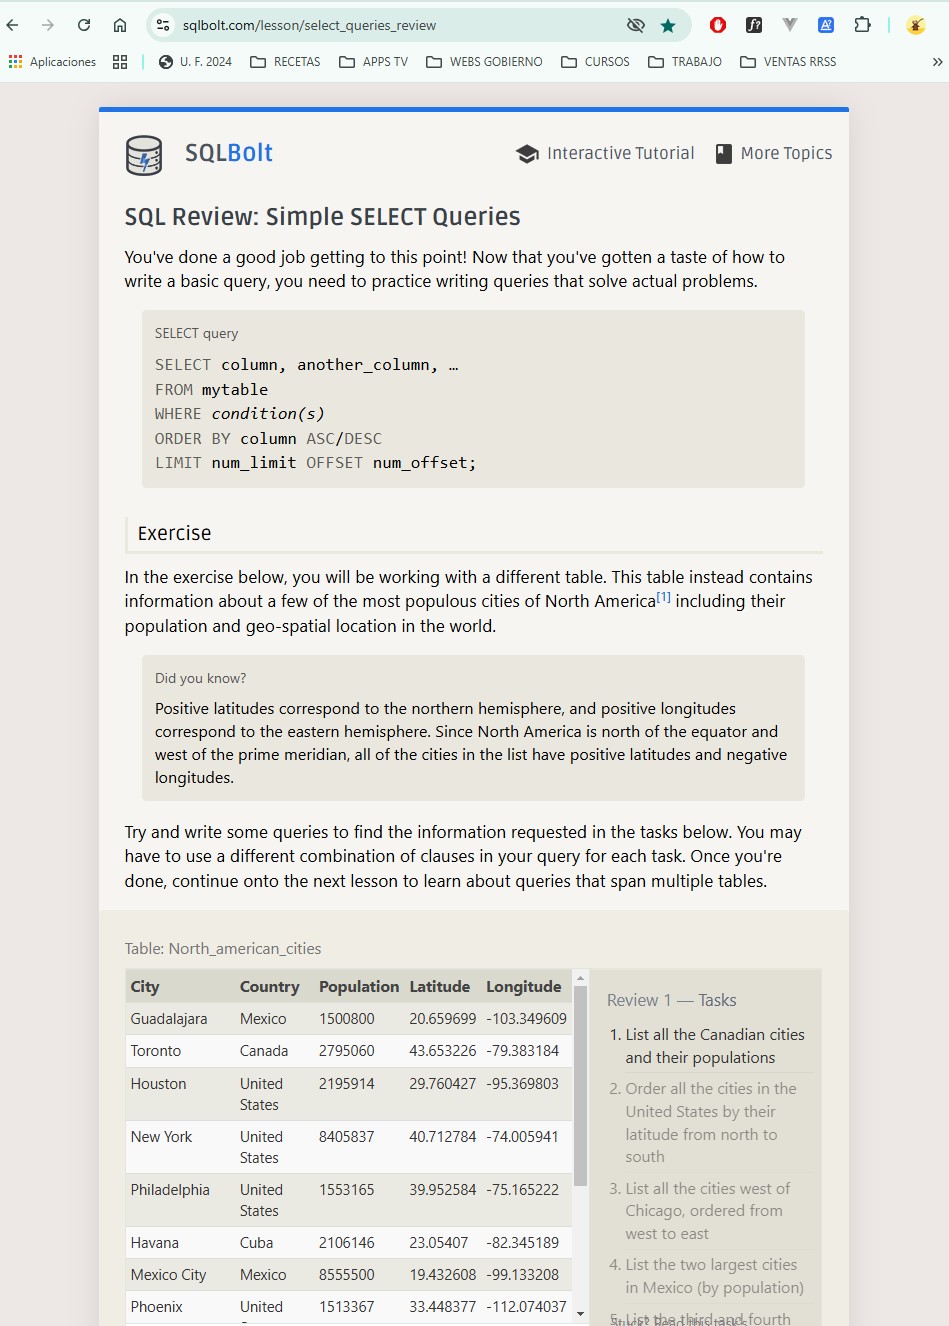 sqlbolt.com/lesson/select_queries_review
Aplicaciones
U. F. 2024
RECETAS
APPS TV
WEBS GOBIERNO
CURSOS
TRABAJO
VENTAS RRSS
»
SQLBolt
Interactive Tutorial
More Topics
SQL Review: Simple SELECT Queries
You've done a good job getting to this point! Now that you've gotten a taste of how to
write a basic query, you need to practice writing queries that solve actual problems.
SELECT query
SELECT column, another_column, …
FROM mytable
WHERE condition(s)
ORDER BY column ASC/DESC
LIMIT num_limit OFFSET num_offset;
Exercise
In the exercise below, you will be working with a different table. This table instead contains
information about a few of the most populous cities of North America[1] including their
population and geo-spatial location in the world.
Did you know?
Positive latitudes correspond to the northern hemisphere, and positive longitudes
correspond to the eastern hemisphere. Since North America is north of the equator and
west of the prime meridian, all of the cities in the list have positive latitudes and negative
longitudes.
Try and write some queries to find the information requested in the tasks below. You may
have to use a different combination of clauses in your query for each task. Once you're
done, continue onto the next lesson to learn about queries that span multiple tables.
Table: North_american_cities
City Country Population Latitude Longitude
Guadalajara Mexico 1500800 20.659699 -103.349609
Toronto Canada 2795060 43.653226 -79.383184
Houston United States 2195914 29.760427 -95.369803
New York United States 8405837 40.712784 -74.005941
Philadelphia United States 1553165 39.952584 -75.165222
Havana Cuba 2106146 23.05407 -82.345189
Mexico City Mexico 8555500 19.432608 -99.133208
Phoenix United 1513367 33.448377 -112.074037
Review 1 — Tasks
1. List all the Canadian cities
and their populations
2. Order all the cities in the
United States by their
latitude from north to
south
3. List all the cities west of
Chicago, ordered from
west to east
4. List the two largest cities
in Mexico (by population)
5. List the third and fourth
Stuck? Read this task's